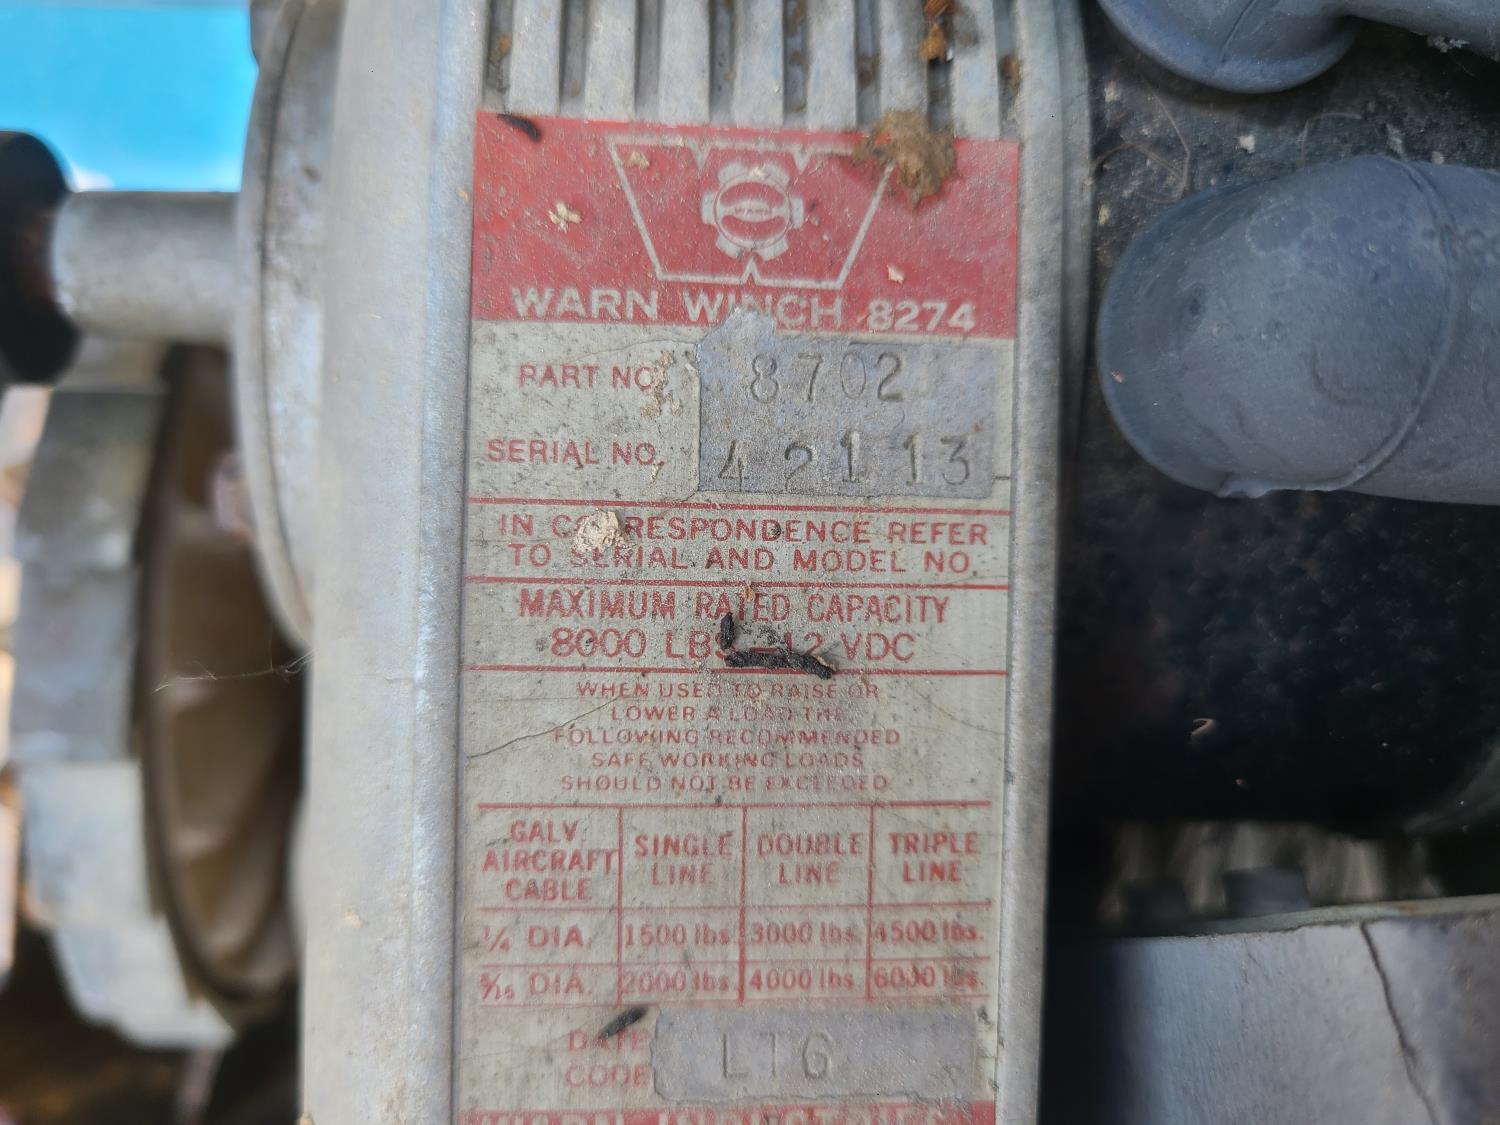 WARN
WARN WINCH 8274
PART NO. 8702
SERIAL NO. 42113
IN CORRESPONDENCE REFER
TO SERIAL AND MODEL NO.
MAXIMUM RATED CAPACITY
8000 LBS–12 VDC
WHEN USED TO RAISE OR
LOWER A LOAD THE
FOLLOWING RECOMMENDED
SAFE WORKING LOADS
SHOULD NOT BE EXCEEDED
GALV. AIRCRAFT CABLE SINGLE LINE DOUBLE LINE TRIPLE LINE
1/4 DIA. 1500 lbs. 3000 lbs. 4500 lbs.
5/16 DIA. 2000 lbs. 4000 lbs. 6000 lbs.
DATE CODE LT6